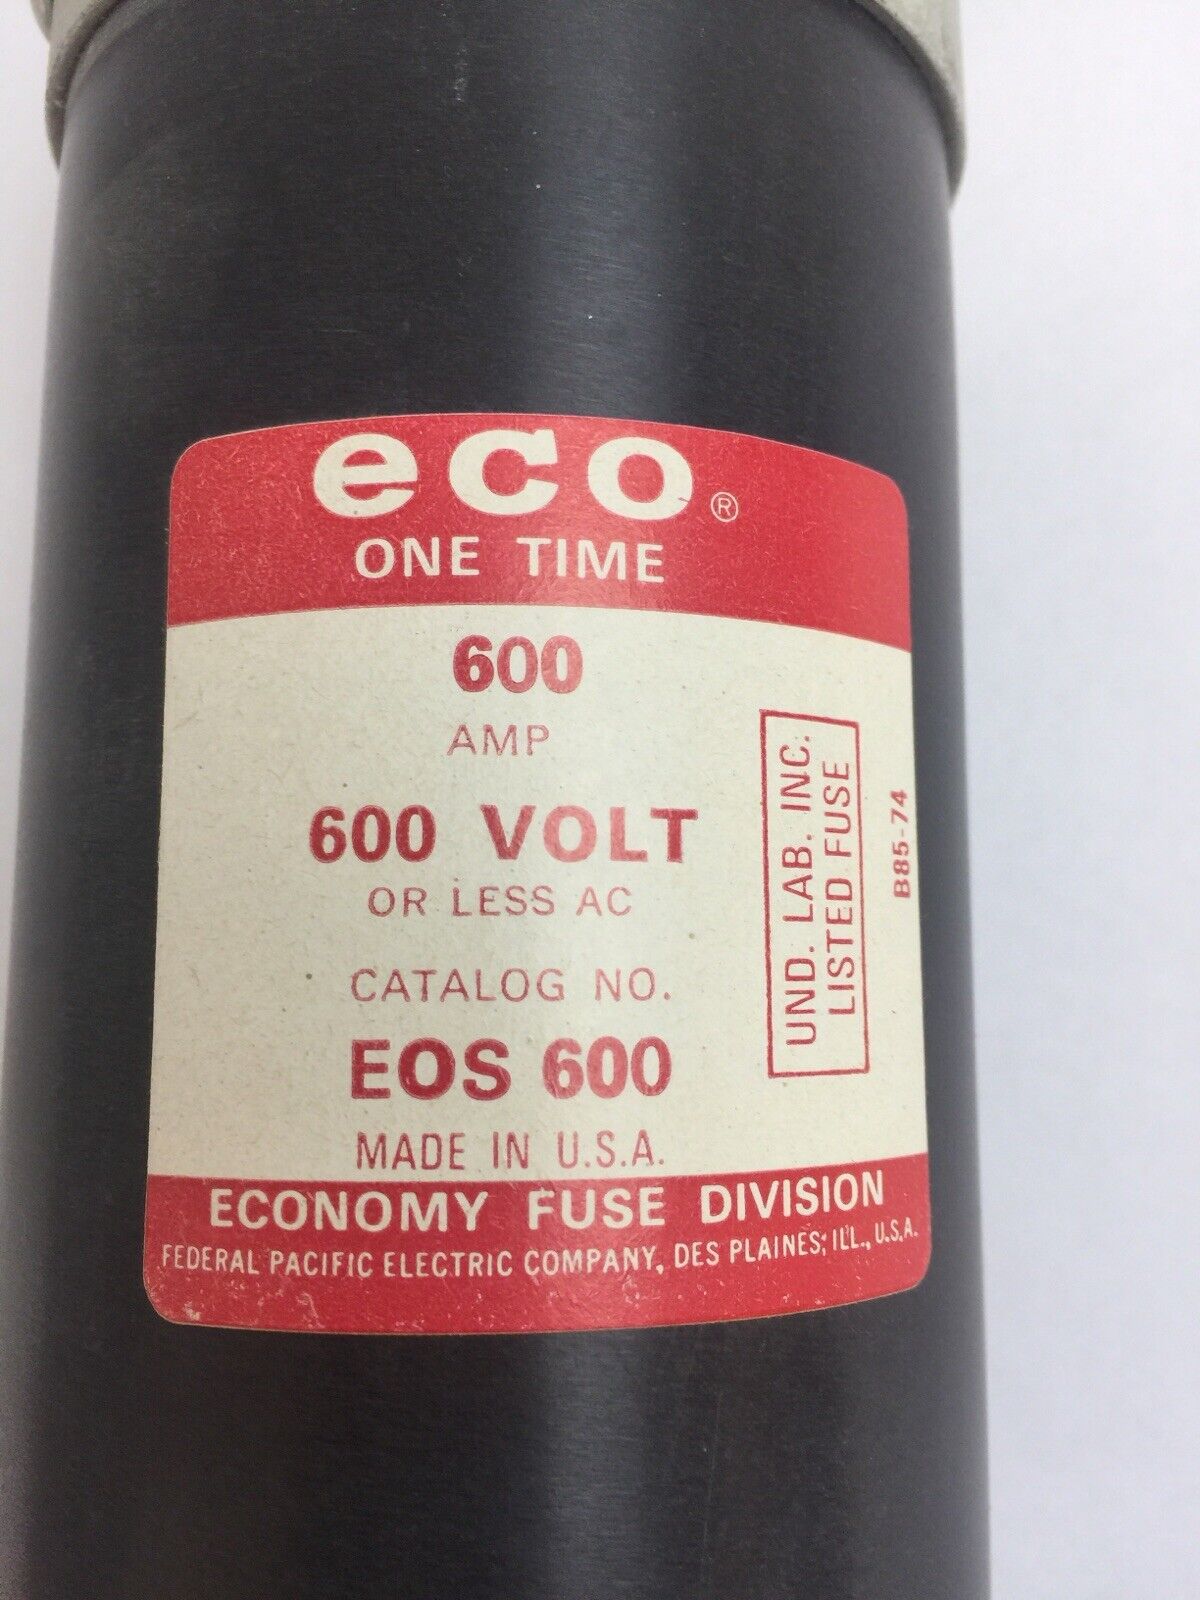 eco®
ONE TIME
600
AMP
600 VOLT
OR LESS AC
CATALOG NO.
EOS 600
MADE IN U.S.A.
UND. LAB. INC.
LISTED FUSE
B85-74
ECONOMY FUSE DIVISION
FEDERAL PACIFIC ELECTRIC COMPANY, DES PLAINES, ILL., U.S.A.